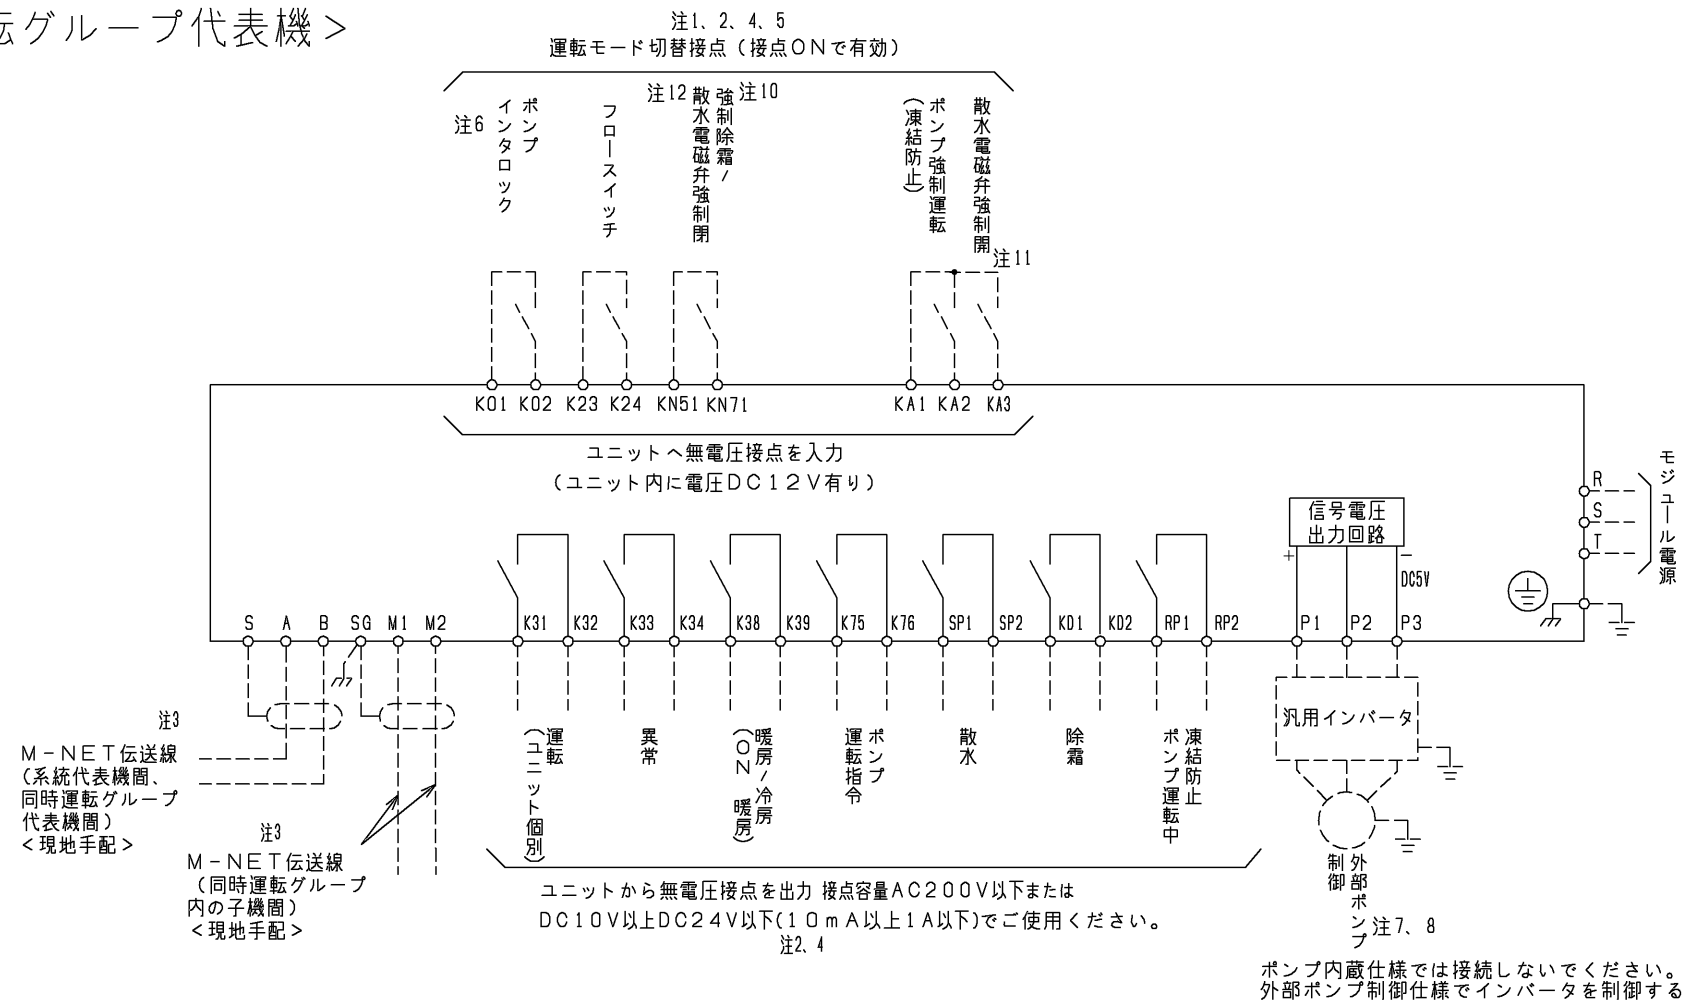 転グループ代表機>
注1、2、4、5
運転モード切替接点（接点ONで有効）
注6
ポンプ
インタロック
フロースイッチ
注12
強制除霜/
散水電磁弁強制閉
注10
ポンプ強制運転
(凍結防止)
散水電磁弁強制開
注11
K01 K02 K23 K24 KN51 KN71 KA1 KA2 KA3
ユニットへ無電圧接点を入力
（ユニット内に電圧DC12V有り）
モジュール電源
R
S
T
信号電圧
出力回路
+ −
DC5V
S A B SG M1 M2 K31 K32 K33 K34 K38 K39 K75 K76 SP1 SP2 KD1 KD2 RP1 RP2 P1 P2 P3
注3
M-NET伝送線
（系統代表機間、
同時運転グループ
代表機間）
<現地手配>
注3
M-NET伝送線
（同時運転グループ
内の子機間）
<現地手配>
運転
(ユニット個別)
異常
暖房/冷房
(ON 暖房)
ポンプ
運転指令
散水
除霜
凍結防止
ポンプ運転中
汎用インバータ
外部ポンプ
制御
注7、8
ユニットから無電圧接点を出力 接点容量AC200V以下または
DC10V以上DC24V以下(10mA以上1A以下)でご使用ください。
注2、4
ポンプ内蔵仕様では接続しないでください。
外部ポンプ制御仕様でインバータを制御する